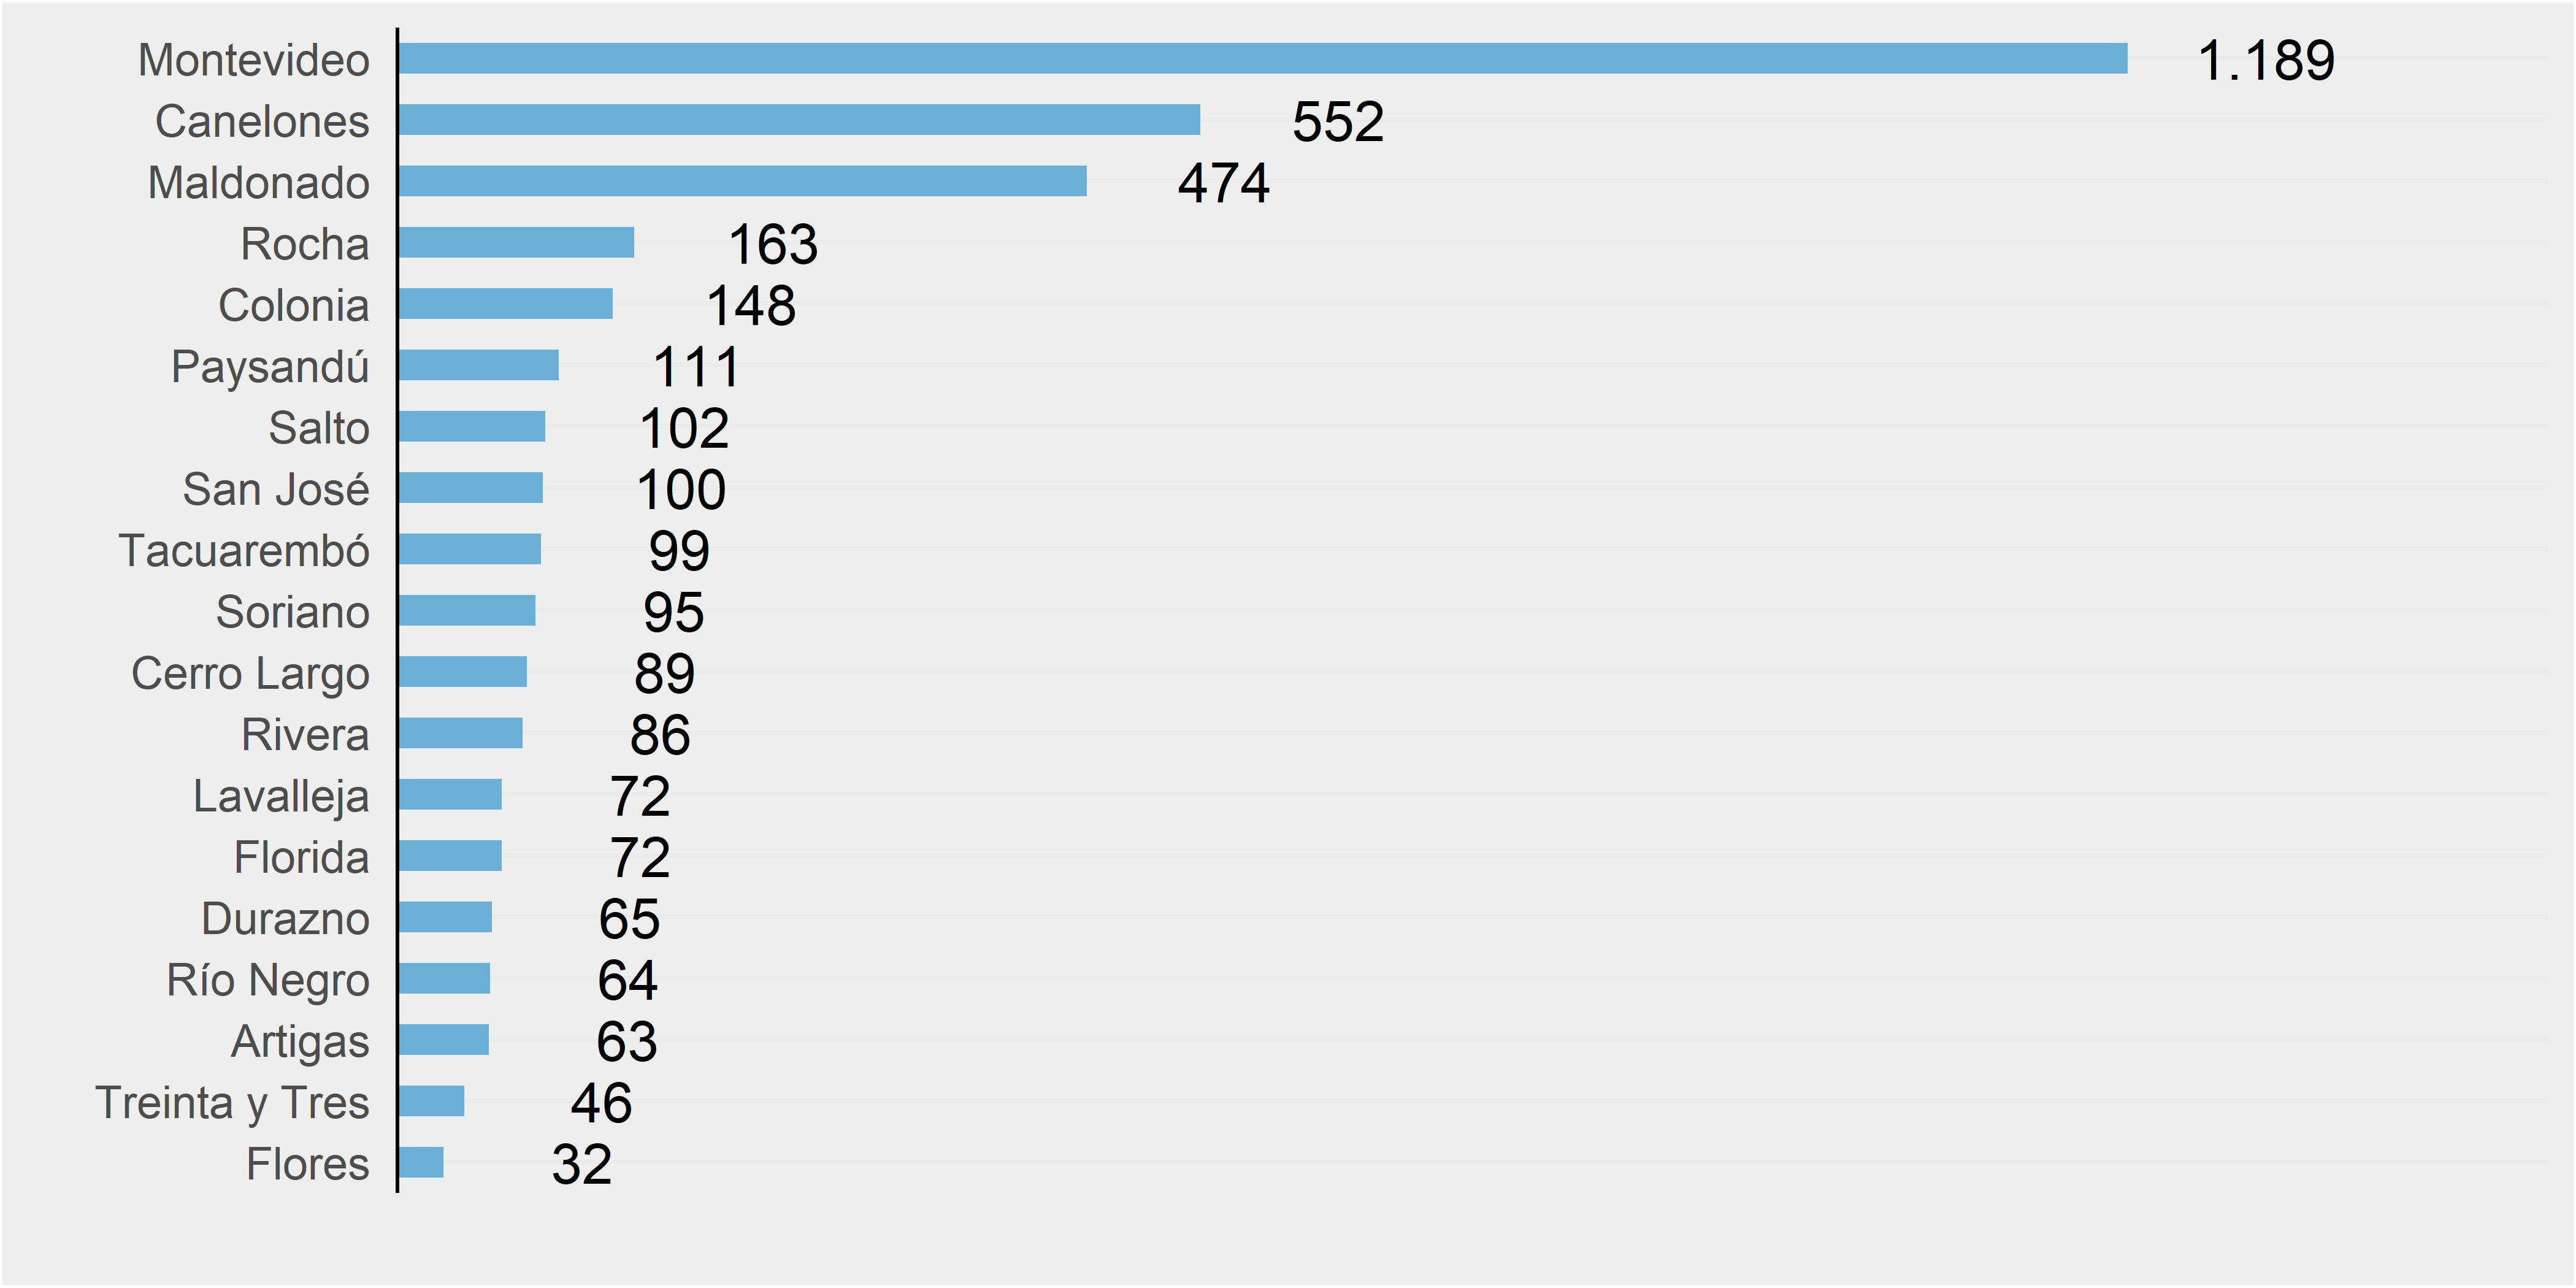 Montevideo 1.189
Canelones 552
Maldonado 474
Rocha 163
Colonia 148
Paysandú 111
Salto 102
San José 100
Tacuarembó 99
Soriano 95
Cerro Largo 89
Rivera 86
Lavalleja 72
Florida 72
Durazno 65
Río Negro 64
Artigas 63
Treinta y Tres 46
Flores 32